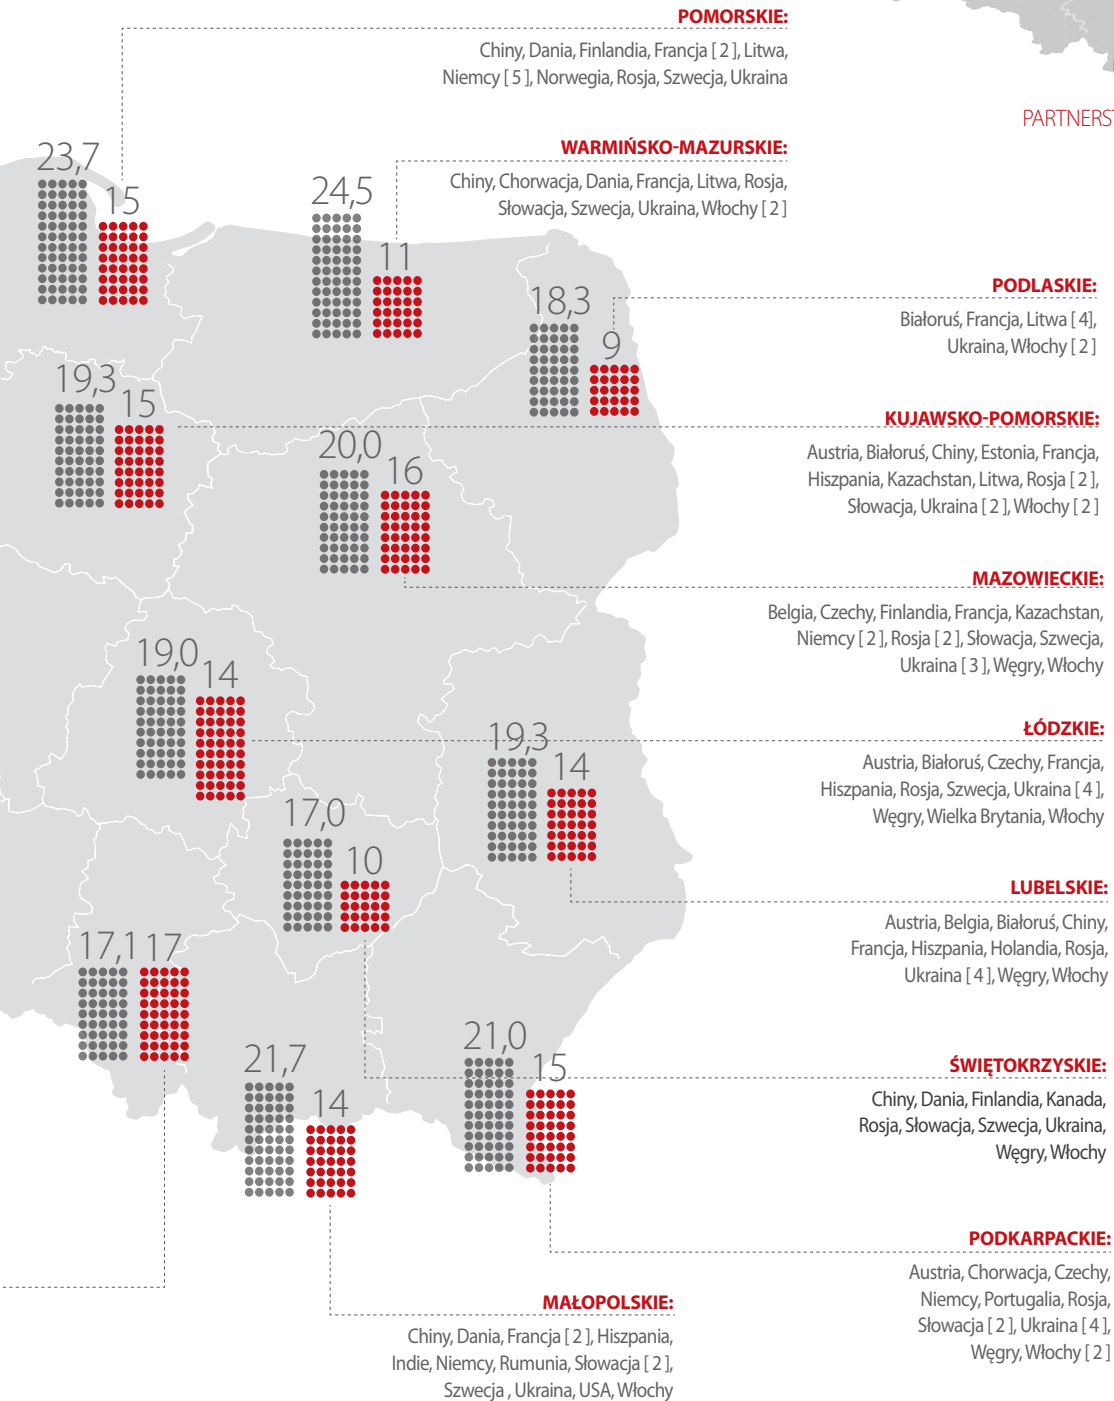 POMORSKIE:
Chiny, Dania, Finlandia, Francja [ 2 ], Litwa,
Niemcy [ 5 ], Norwegia, Rosja, Szwecja, Ukraina
PARTNERST
WARMIŃSKO-MAZURSKIE:
Chiny, Chorwacja, Dania, Francja, Litwa, Rosja,
Słowacja, Szwecja, Ukraina, Włochy [ 2 ]
23,7
15
24,5
11
PODLASKIE:
Białoruś, Francja, Litwa [ 4],
Ukraina, Włochy [ 2 ]
18,3
9
19,3
15
KUJAWSKO-POMORSKIE:
Austria, Białoruś, Chiny, Estonia, Francja,
Hiszpania, Kazachstan, Litwa, Rosja [ 2 ],
Słowacja, Ukraina [ 2 ], Włochy [ 2 ]
20,0
16
MAZOWIECKIE:
Belgia, Czechy, Finlandia, Francja, Kazachstan,
Niemcy [ 2 ], Rosja [ 2 ], Słowacja, Szwecja,
Ukraina [ 3 ], Węgry, Włochy
19,0
14
ŁÓDZKIE:
Austria, Białoruś, Czechy, Francja,
Hiszpania, Rosja, Szwecja, Ukraina [ 4 ],
Węgry, Wielka Brytania, Włochy
19,3
14
17,0
10
LUBELSKIE:
Austria, Belgia, Białoruś, Chiny,
Francja, Hiszpania, Holandia, Rosja,
Ukraina [ 4 ], Węgry, Włochy
17,1
17
21,7
14
21,0
15
ŚWIĘTOKRZYSKIE:
Chiny, Dania, Finlandia, Kanada,
Rosja, Słowacja, Szwecja, Ukraina,
Węgry, Włochy
PODKARPACKIE:
Austria, Chorwacja, Czechy,
Niemcy, Portugalia, Rosja,
Słowacja [ 2 ], Ukraina [ 4 ],
Węgry, Włochy [ 2 ]
MAŁOPOLSKIE:
Chiny, Dania, Francja [ 2 ], Hiszpania,
Indie, Niemcy, Rumunia, Słowacja [ 2 ],
Szwecja , Ukraina, USA, Włochy